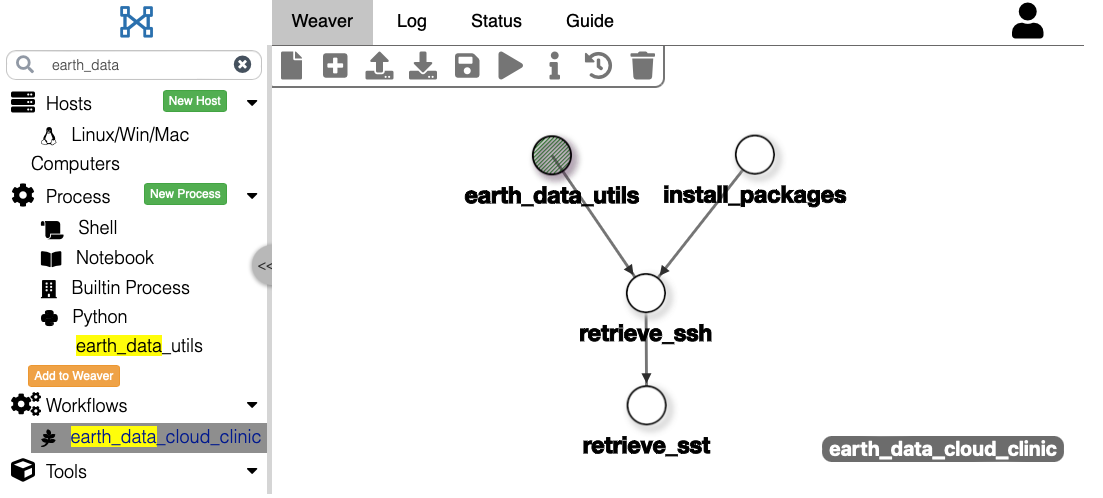 Weaver Log Status Guide
earth_data
Hosts New Host
Linux/Win/Mac
Computers
Process New Process
Shell
Notebook
Builtin Process
Python
earth_data_utils
Add to Weaver
Workflows
earth_data_cloud_clinic
Tools
<<
earth_data_utils install_packages
retrieve_ssh
retrieve_sst
earth_data_cloud_clinic